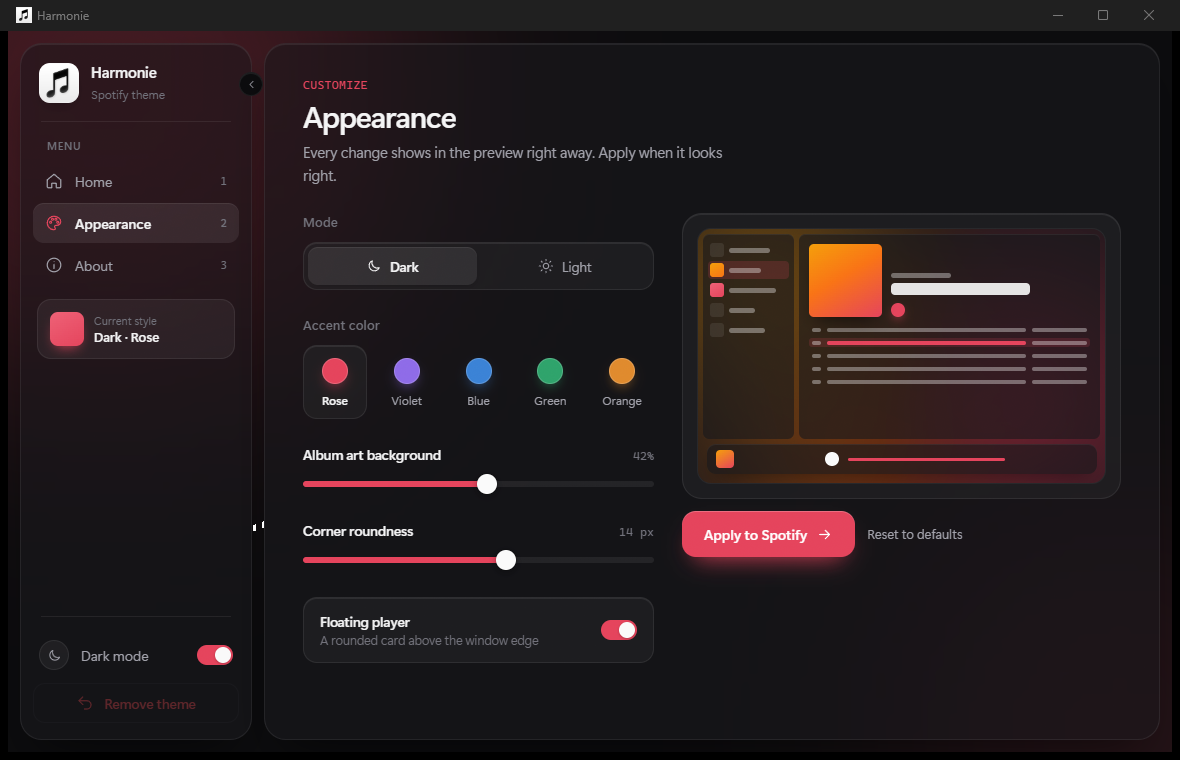 Harmonie
Harmonie
Spotify theme
MENU
Home 1
Appearance 2
About 3
Current style
Dark · Rose
Dark mode
Remove theme
CUSTOMIZE
Appearance
Every change shows in the preview right away. Apply when it looks
right.
Mode
Dark Light
Accent color
Rose Violet Blue Green Orange
Album art background 42%
Corner roundness 14 px
Floating player
A rounded card above the window edge
Apply to Spotify → Reset to defaults